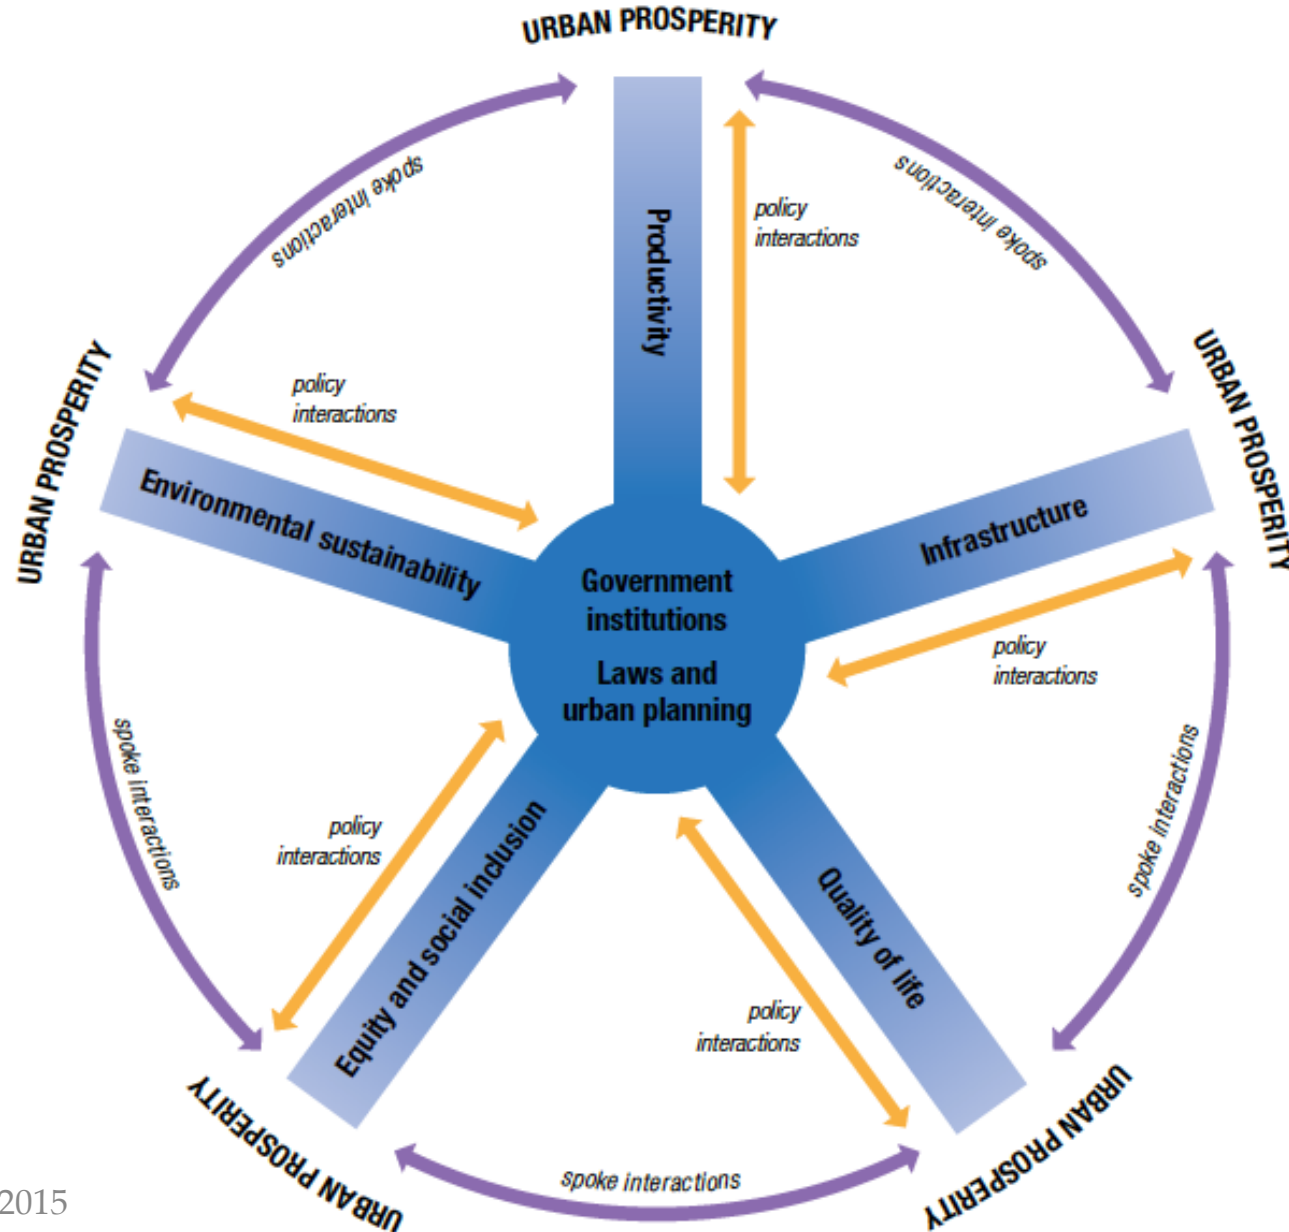 URBAN PROSPERITY
spoke interactions
spoke interactions
Productivity
policy
interactions
URBAN PROSPERITY
URBAN PROSPERITY
policy
interactions
Environmental sustainability
Infrastructure
Government
institutions
Laws and
urban planning
policy
interactions
spoke interactions
spoke interactions
policy
interactions
Equity and social inclusion
Quality of life
policy
interactions
URBAN PROSPERITY
URBAN PROSPERITY
spoke interactions
2015